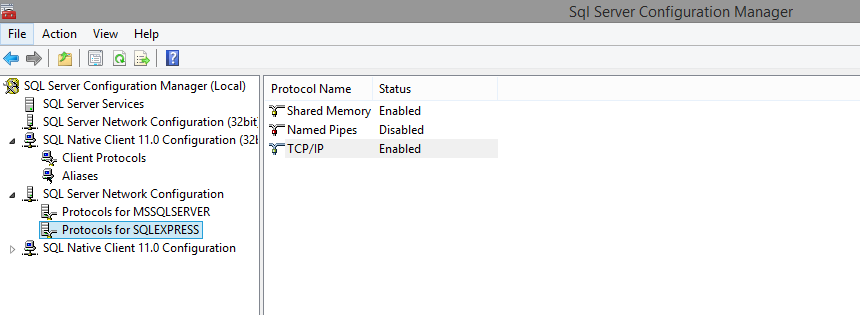 Sql Server Configuration Manager
File Action View Help
SQL Server Configuration Manager (Local)
SQL Server Services
SQL Server Network Configuration (32bit
SQL Native Client 11.0 Configuration (32b
Client Protocols
Aliases
SQL Server Network Configuration
Protocols for MSSQLSERVER
Protocols for SQLEXPRESS
SQL Native Client 11.0 Configuration
Protocol Name Status
Shared Memory Enabled
Named Pipes Disabled
TCP/IP Enabled